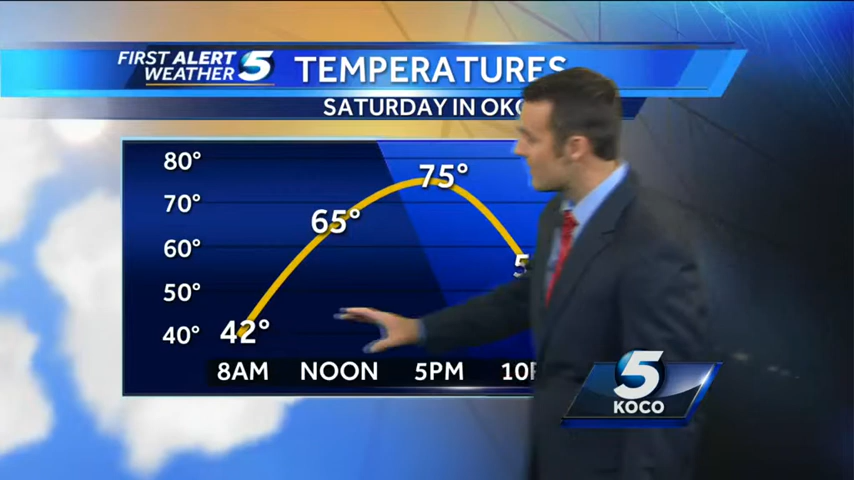 FIRST ALERT
WEATHER 5
TEMPERATURES
SATURDAY IN OKC
80°
70°
60°
50°
40°
42°
65°
75°
8AM
NOON
5PM
5
KOCO